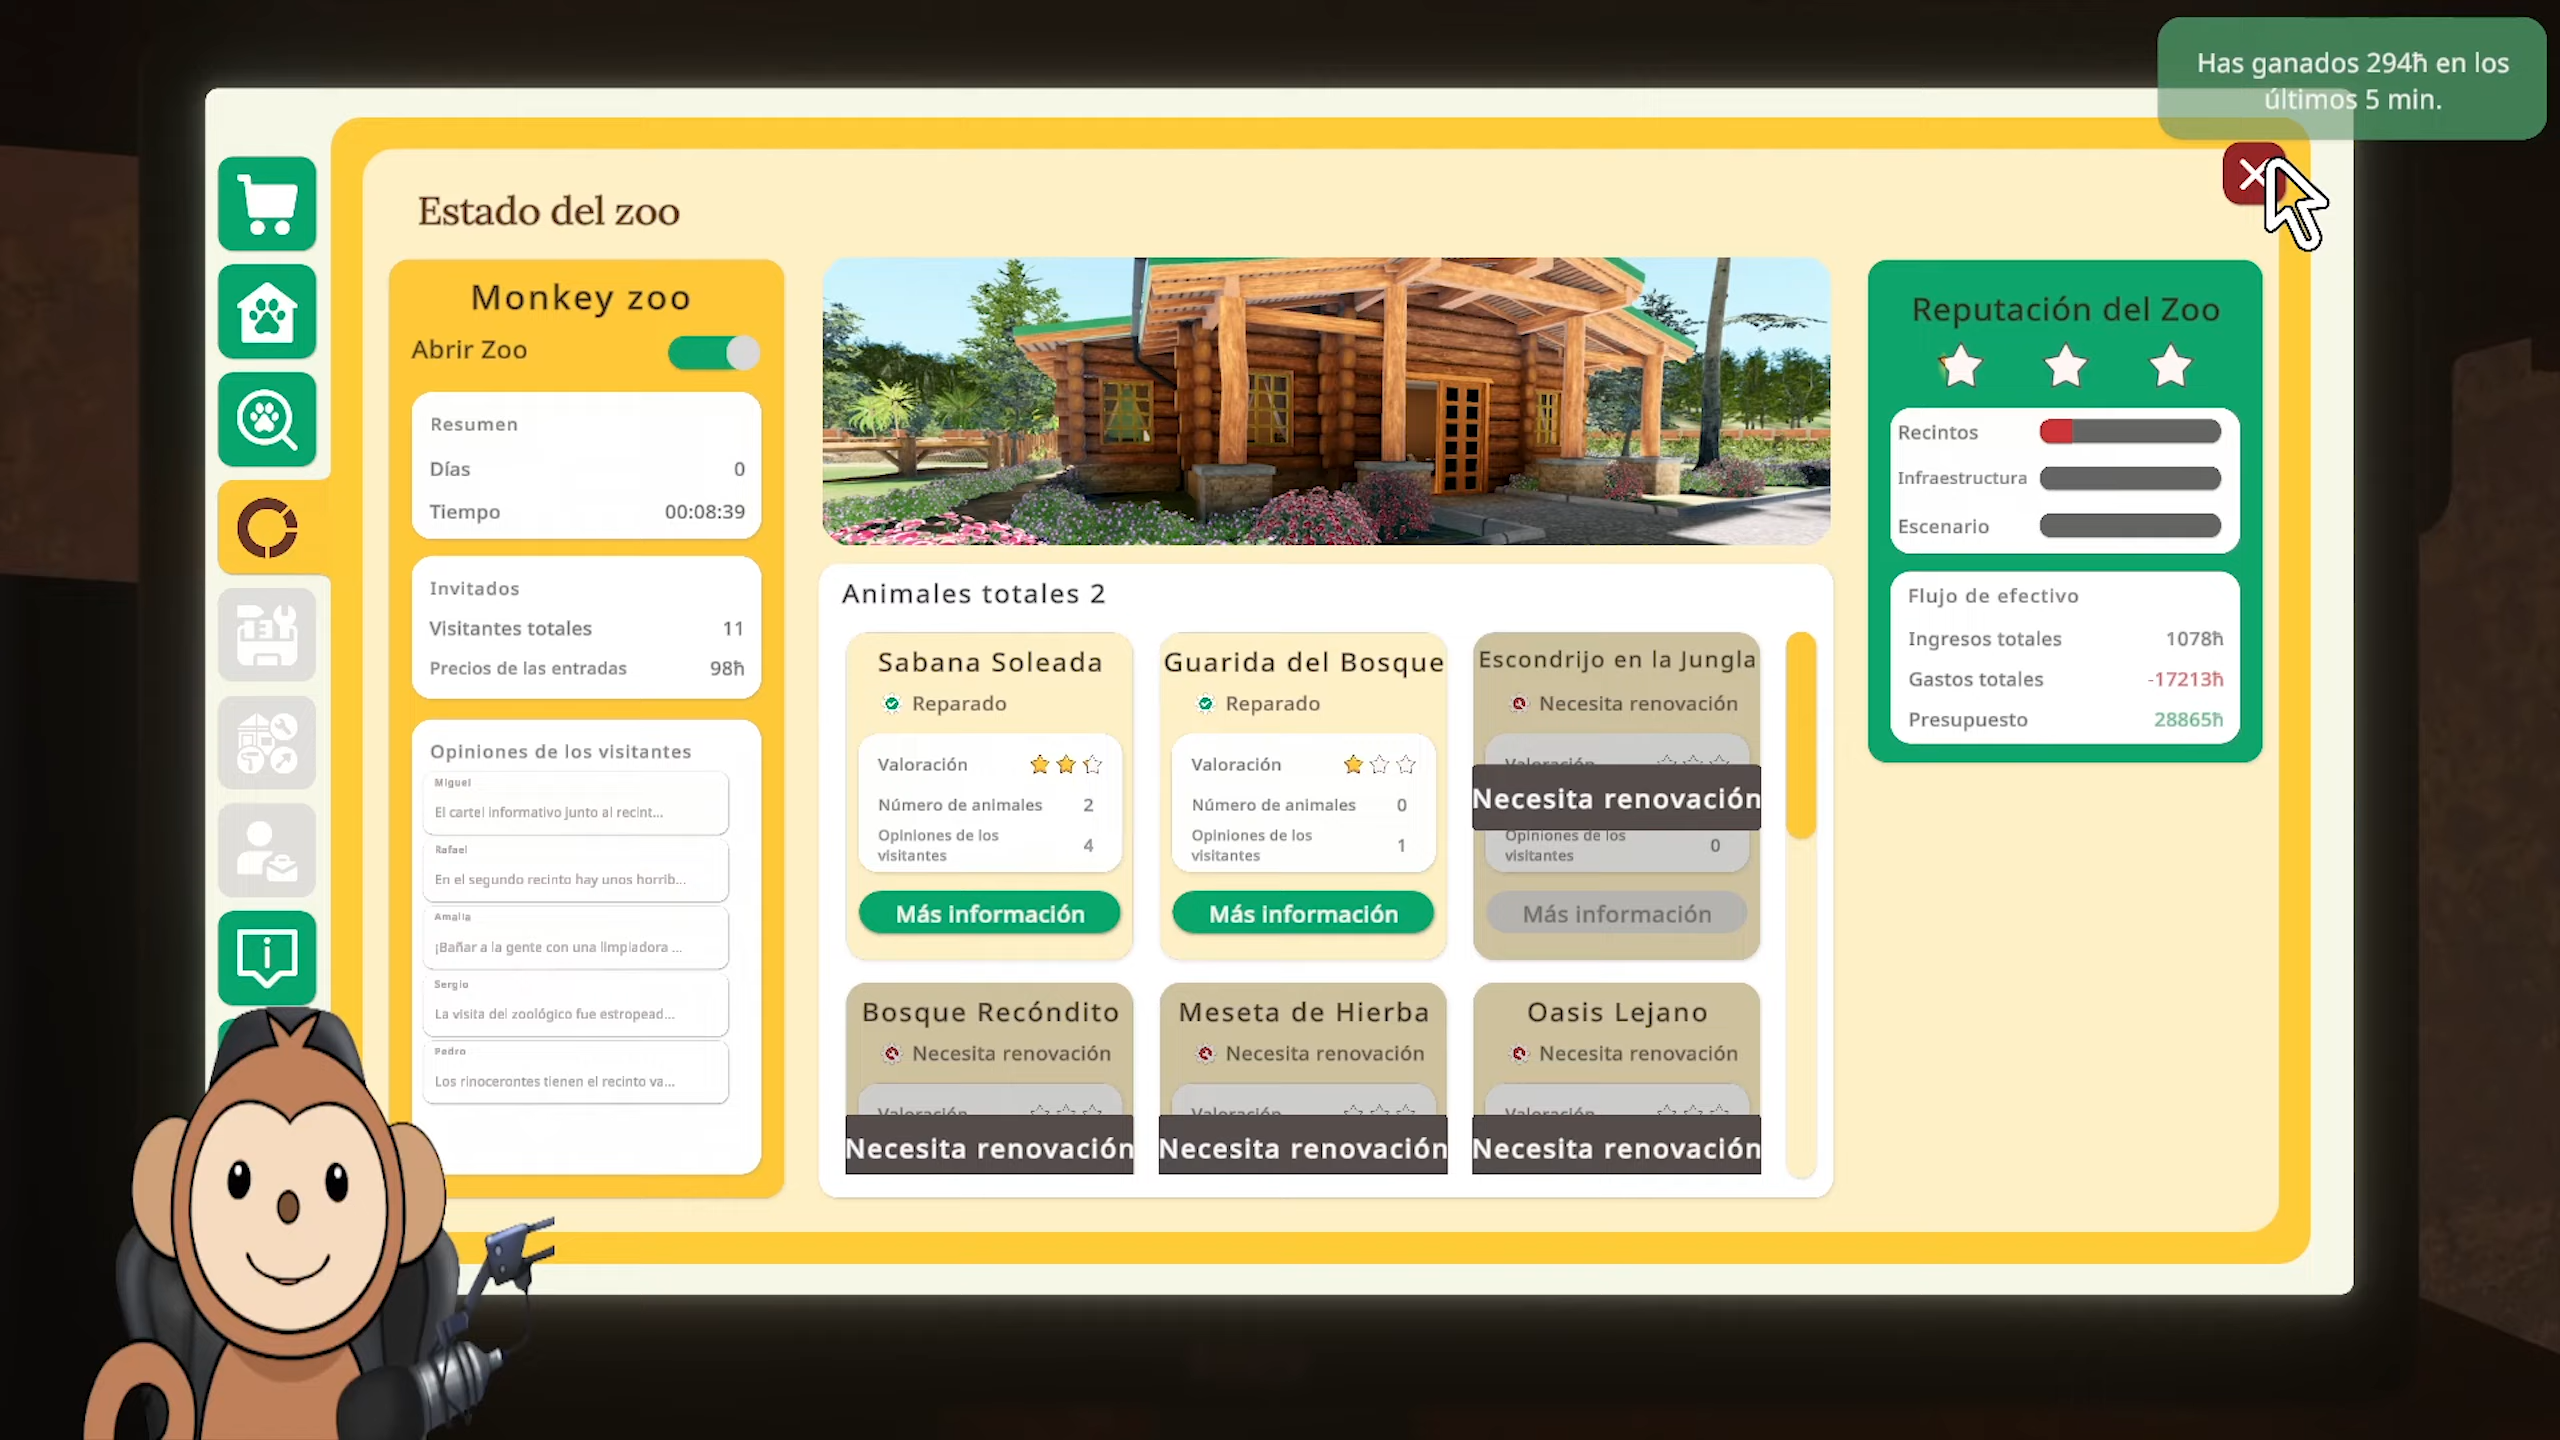 Has ganados 294ħ en los
últimos 5 min.
Estado del zoo
Monkey zoo
Abrir Zoo
Resumen
Días 0
Tiempo 00:08:39
Invitados
Visitantes totales 11
Precios de las entradas 98ħ
Opiniones de los visitantes
Miguel
El cartel informativo junto al recint...
Rafael
En el segundo recinto hay unos horrib...
Amalia
¡Bañar a la gente con una limpiadora ...
Sergio
La visita del zoológico fue estropead...
Pedro
Los rinocerontes tienen el recinto va...
Animales totales 2
Sabana Soleada
Reparado
Valoración
Número de animales 2
Opiniones de los
visitantes 4
Más información
Guarida del Bosque
Reparado
Valoración
Número de animales 0
Opiniones de los
visitantes 1
Más información
Escondrijo en la Jungla
Necesita renovación
Valoración
Necesita renovación
Opiniones de los
visitantes 0
Más información
Bosque Recóndito
Necesita renovación
Valoración
Necesita renovación
Meseta de Hierba
Necesita renovación
Valoración
Necesita renovación
Oasis Lejano
Necesita renovación
Valoración
Necesita renovación
Reputación del Zoo
Recintos
Infraestructura
Escenario
Flujo de efectivo
Ingresos totales 1078ħ
Gastos totales -17213ħ
Presupuesto 28865ħ